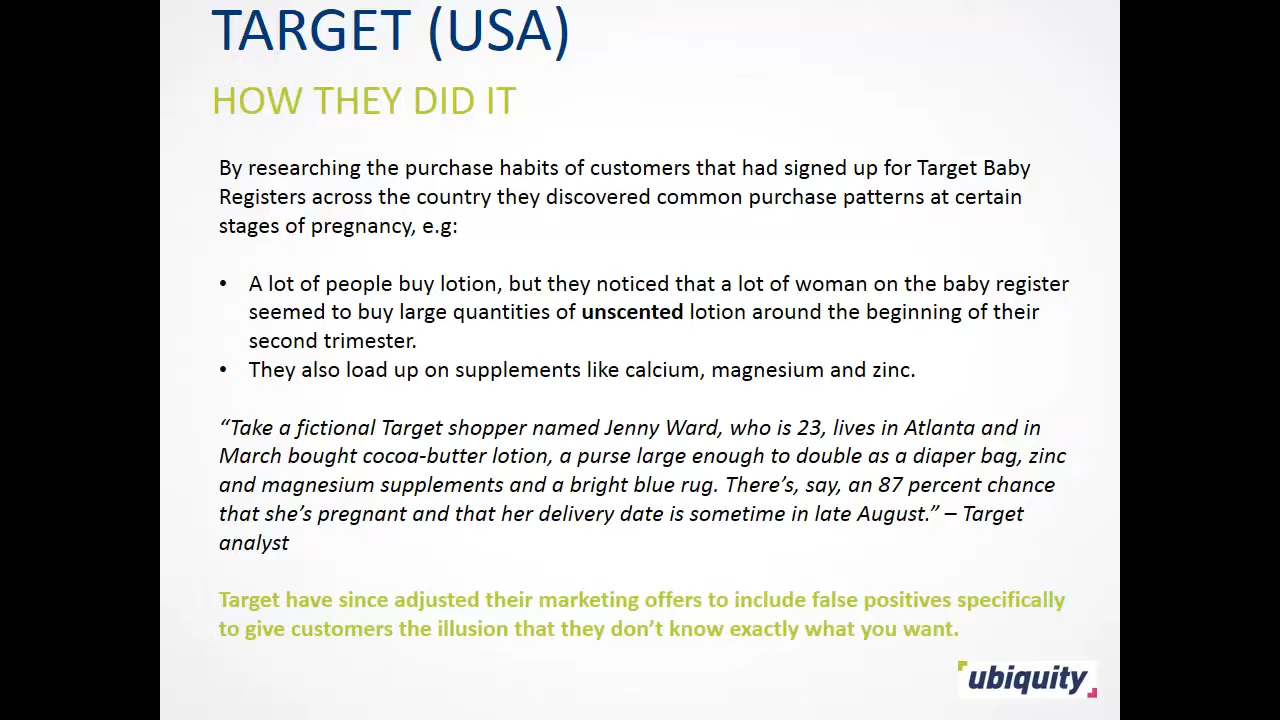 TARGET (USA)
HOW THEY DID IT
By researching the purchase habits of customers that had signed up for Target Baby
Registers across the country they discovered common purchase patterns at certain
stages of pregnancy, e.g:
• A lot of people buy lotion, but they noticed that a lot of woman on the baby register
seemed to buy large quantities of unscented lotion around the beginning of their
second trimester.
• They also load up on supplements like calcium, magnesium and zinc.
“Take a fictional Target shopper named Jenny Ward, who is 23, lives in Atlanta and in
March bought cocoa-butter lotion, a purse large enough to double as a diaper bag, zinc
and magnesium supplements and a bright blue rug. There’s, say, an 87 percent chance
that she’s pregnant and that her delivery date is sometime in late August.” – Target
analyst
Target have since adjusted their marketing offers to include false positives specifically
to give customers the illusion that they don’t know exactly what you want.
ubiquity